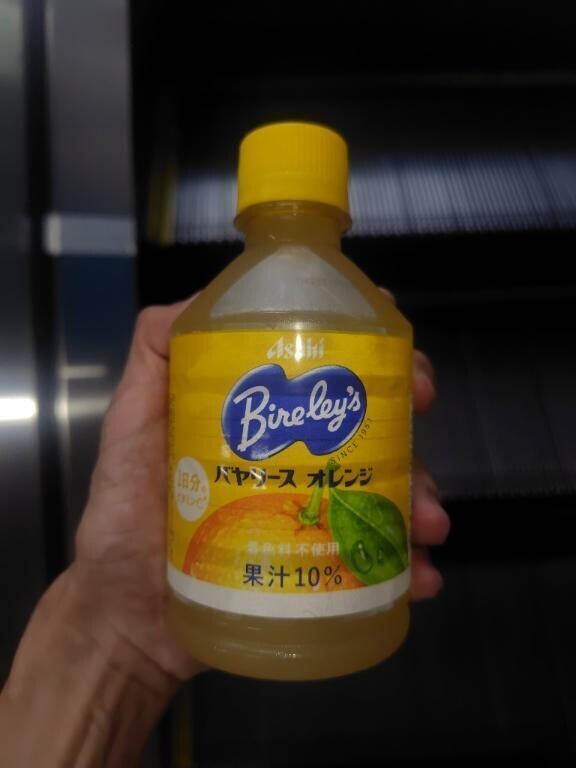 Asahi
Bireley's
SINCE 1951
バヤリース オレンジ
1日分の
ビタミンC
着色料不使用
果汁10%